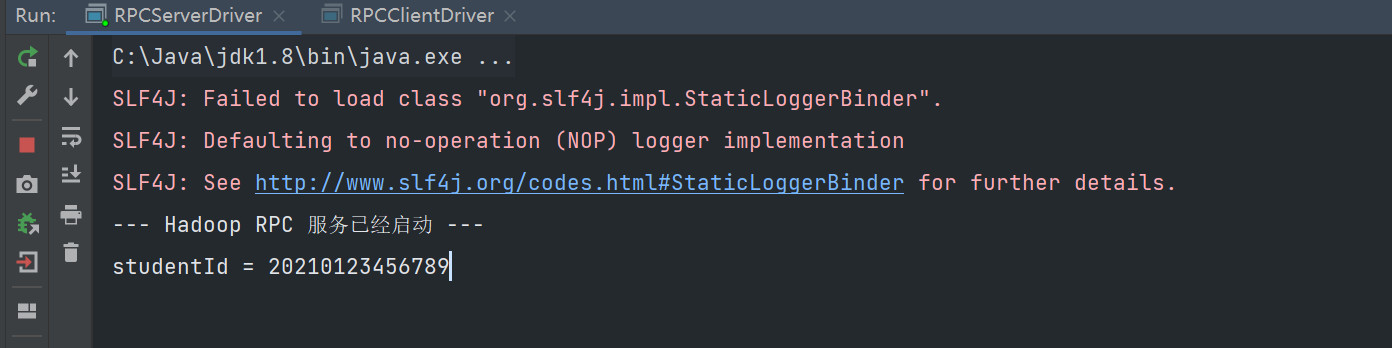 Run: RPCServerDriver RPCClientDriver
C:\Java\jdk1.8\bin\java.exe ...
SLF4J: Failed to load class "org.slf4j.impl.StaticLoggerBinder".
SLF4J: Defaulting to no-operation (NOP) logger implementation
SLF4J: See http://www.slf4j.org/codes.html#StaticLoggerBinder for further details.
--- Hadoop RPC 服务已经启动 ---
studentId = 20210123456789